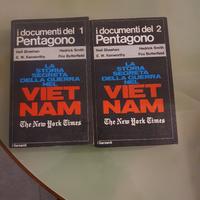 i documenti del 1
Pentagono
Neil Sheehan
Hedrick Smith
E. W. Kenworthy
Fox Butterfield
LA
STORIA
SEGRETA
DELLA GUERRA
NEL
VIET
NAM
The New York Times
i Garzanti
i documenti del 2
Pentagono
Neil Sheehan
Hedrick Smith
E. W. Kenworthy
Fox Butterfield
LA
STORIA
SEGRETA
DELLA GUERRA
NEL
VIET
NAM
The New York Times
i Garzanti